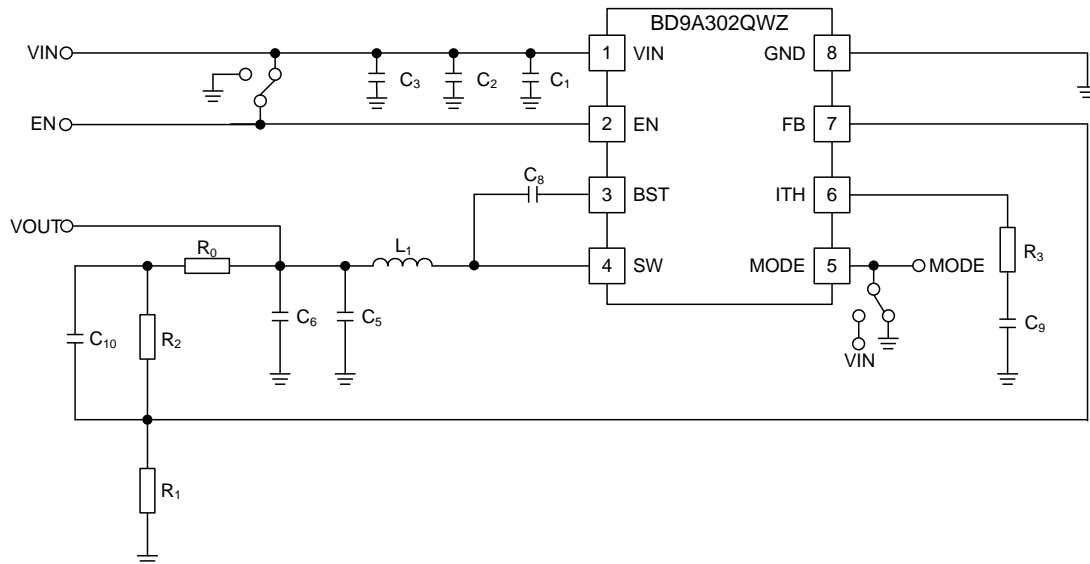 BD9A302QWZ
VIN
1
VIN
GND
8
C₃
C₂
C₁
EN
2
EN
FB
7
C₈
3
BST
ITH
6
VOUT
R₀
L₁
4
SW
MODE
5
MODE
R₃
C₁₀
R₂
C₆
C₅
C₉
VIN
R₁